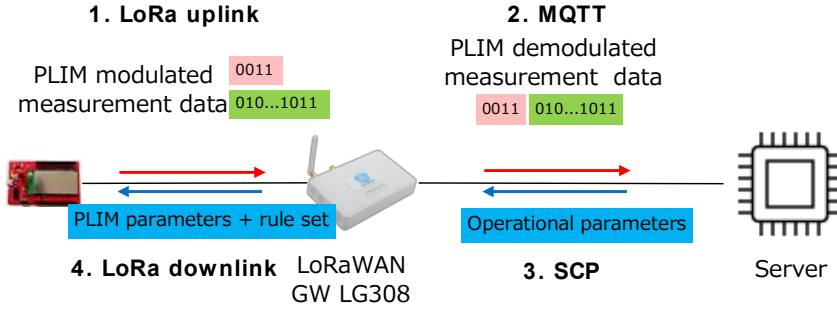 1. LoRa uplink
2. MQTT
PLIM modulated
measurement data
0011
010...1011
PLIM demodulated
measurement data
0011 010...1011
PLIM parameters + rule set
Operational parameters
4. LoRa downlink
LoRaWAN
GW LG308
3. SCP
Server